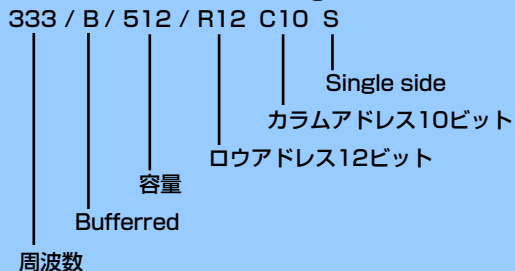 333 / B / 512 / R12 C10 S
Single side
カラムアドレス10ビット
ロウアドレス12ビット
容量
Bufferred
周波数